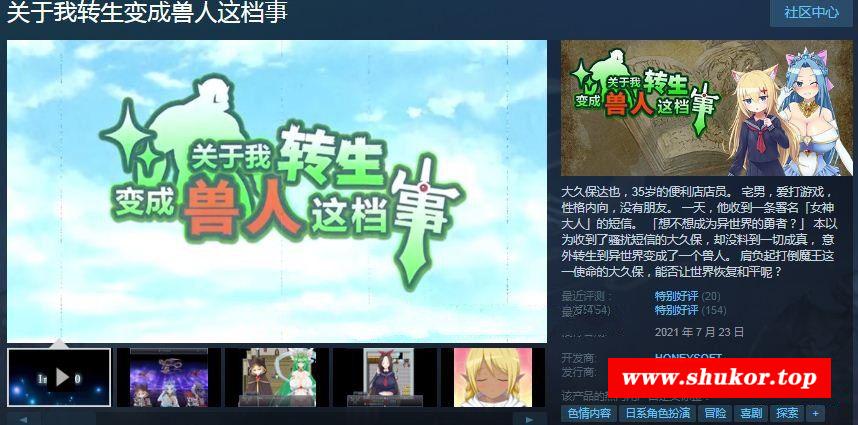 关于我转生变成兽人这档事
社区中心
关于我转生
变成兽人这档事
关于我转生
变成兽人这档事
大久保达也，35岁的便利店店员。 宅男，爱打游戏，
性格内向，没有朋友。 一天，他收到一条署名「女神
大人」的短信。 「想不想成为异世界的勇者？」 本以
为收到了骚扰短信的大久保，却没料到一切成真， 意
外转生到异世界变成了一个兽人。 肩负起打倒魔王这
一使命的大久保，能否让世界恢复和平呢？
最近评测： 特别好评 (20)
特别好评 (154)
2021 年 7 月 23 日
开发商: HONEYSOFT
发行商:
www.shukor.top
色情内容 日系角色扮演 冒险 喜剧 探索 +